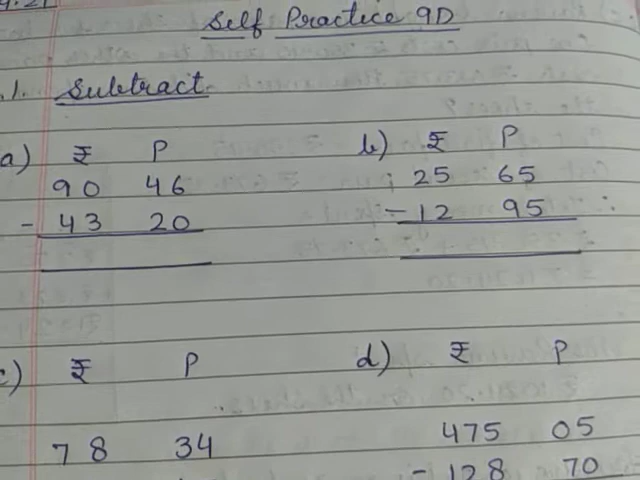 Self Practice 9D
1. Subtract
a) ₹ P b) ₹ P
90 46 25 65
- 43 20 - 12 95
c) ₹ P d) ₹ P
78 34 475 05
- 128 70